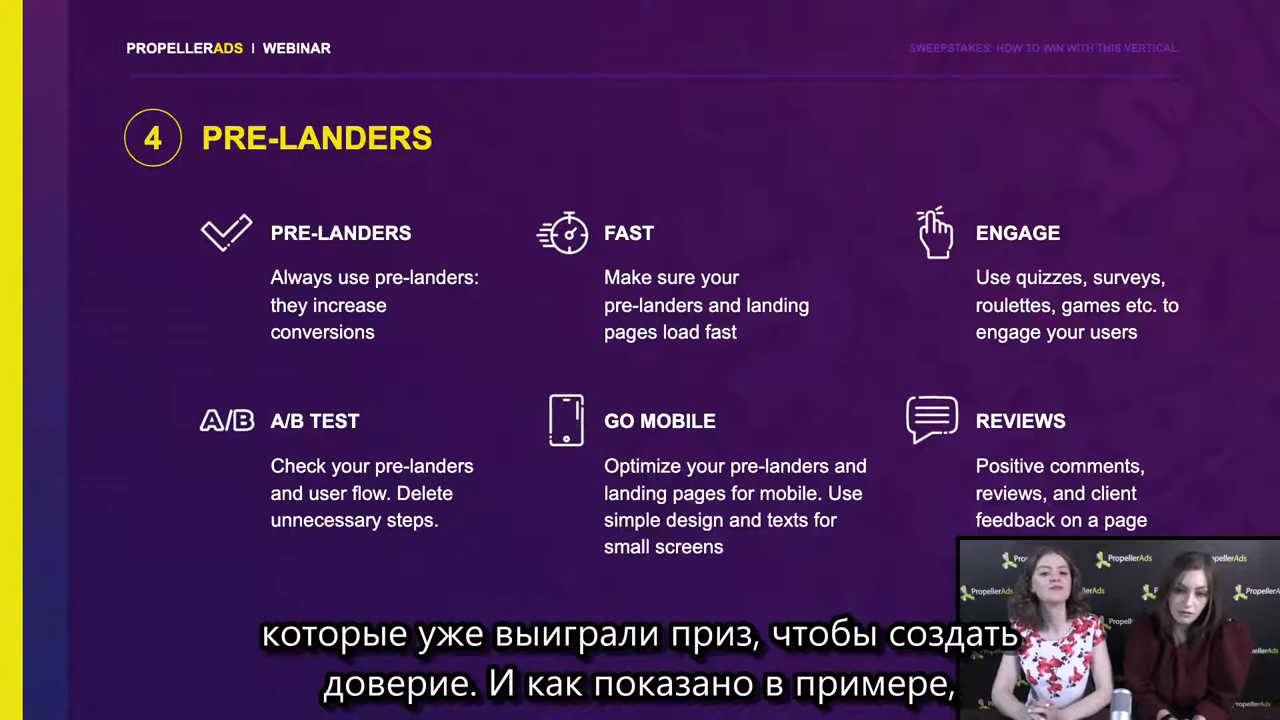 PROPELLERADS | WEBINAR
SWEEPSTAKES: HOW TO WIN WITH THIS VERTICAL.
4 PRE-LANDERS
PRE-LANDERS
Always use pre-landers:
they increase
conversions
FAST
Make sure your
pre-landers and landing
pages load fast
ENGAGE
Use quizzes, surveys,
roulettes, games etc. to
engage your users
A/B
A/B TEST
Check your pre-landers
and user flow. Delete
unnecessary steps.
GO MOBILE
Optimize your pre-landers and
landing pages for mobile. Use
simple design and texts for
small screens
REVIEWS
Positive comments,
reviews, and client
feedback on a page
PropellerAds
PropellerAds
PropellerAds
PropellerAds
которые уже выиграли приз, чтобы создать
доверие. И как показано в примере,